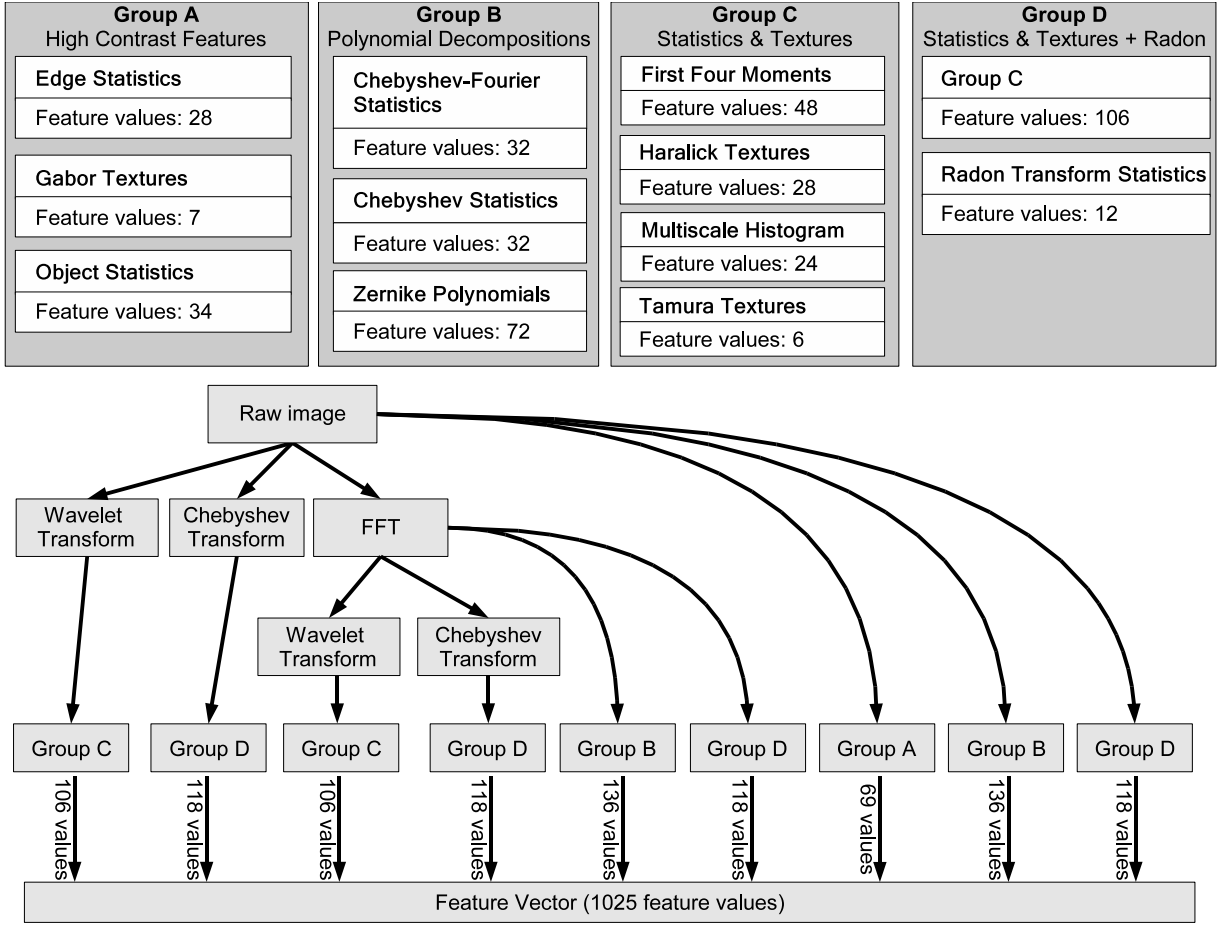 Group A
High Contrast Features
Edge Statistics
Feature values: 28
Gabor Textures
Feature values: 7
Object Statistics
Feature values: 34
Group B
Polynomial Decompositions
Chebyshev-Fourier
Statistics
Feature values: 32
Chebyshev Statistics
Feature values: 32
Zernike Polynomials
Feature values: 72
Group C
Statistics & Textures
First Four Moments
Feature values: 48
Haralick Textures
Feature values: 28
Multiscale Histogram
Feature values: 24
Tamura Textures
Feature values: 6
Group D
Statistics & Textures + Radon
Group C
Feature values: 106
Radon Transform Statistics
Feature values: 12
Raw image
Wavelet
Transform
Chebyshev
Transform
FFT
Wavelet
Transform
Chebyshev
Transform
Group C
Group D
Group C
Group D
Group B
Group D
Group A
Group B
Group D
106 values
118 values
106 values
118 values
136 values
118 values
69 values
136 values
118 values
Feature Vector (1025 feature values)